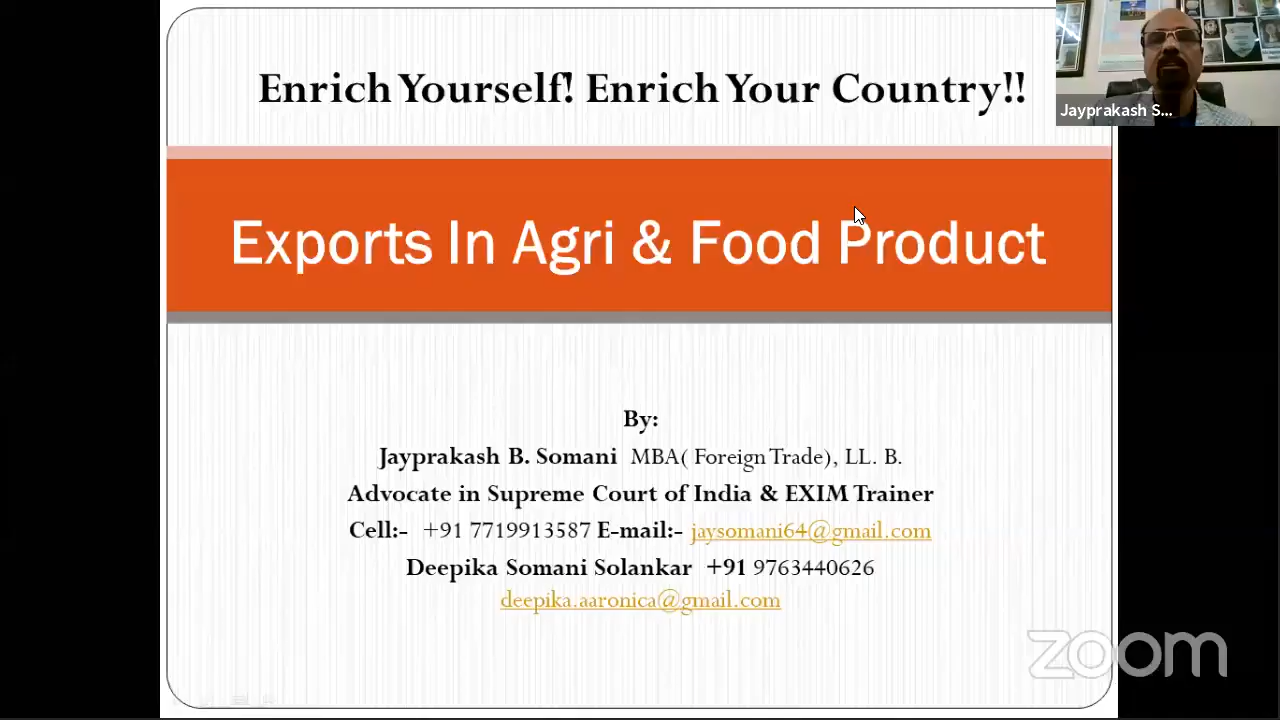 Enrich Yourself! Enrich Your Country!!
Jayprakash S...
Exports In Agri & Food Product
By:
Jayprakash B. Somani MBA( Foreign Trade), LL. B.
Advocate in Supreme Court of India & EXIM Trainer
Cell:- +91 7719913587 E-mail:- jaysomani64@gmail.com
Deepika Somani Solankar +91 9763440626
deepika.aaronica@gmail.com
zoom